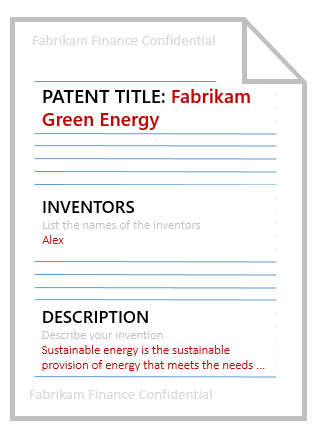 Fabrikam Finance Confidential
PATENT TITLE: Fabrikam
Green Energy
INVENTORS
List the names of the inventors
Alex
DESCRIPTION
Describe your invention
Sustainable energy is the sustainable
provision of energy that meets the needs ...
Fabrikam Finance Confidential